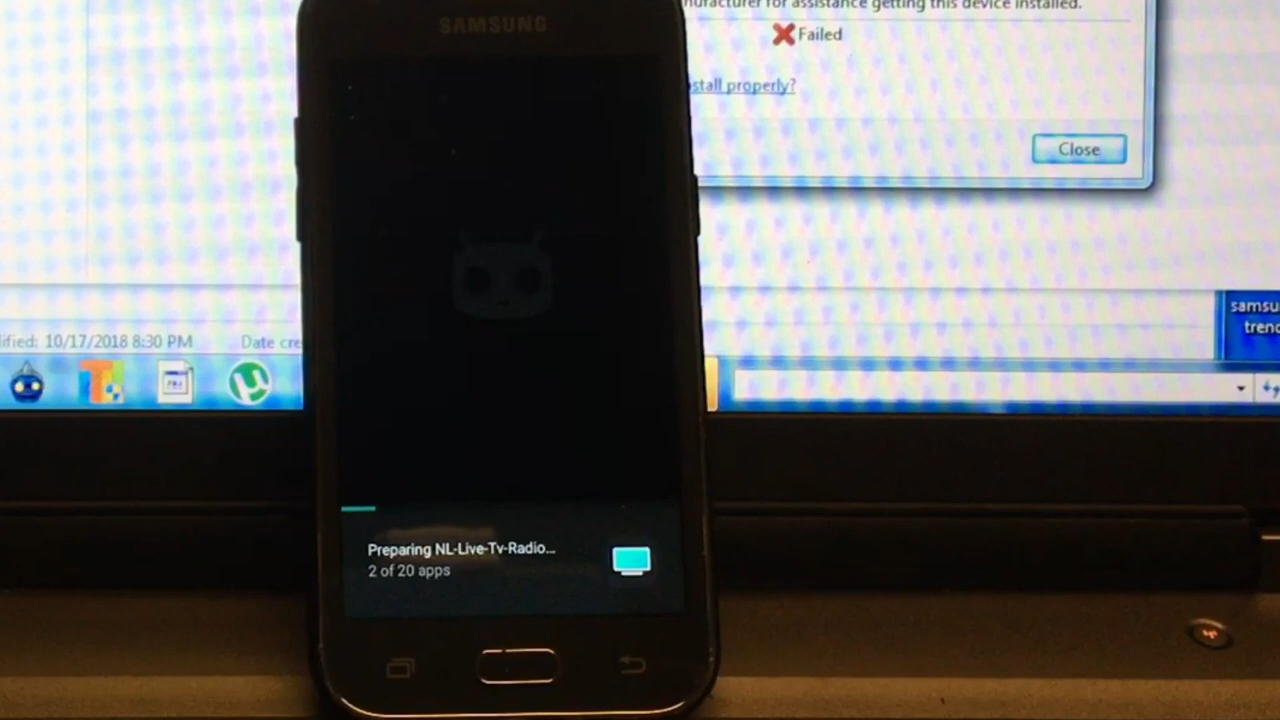 SAMSUNG
nufacturer for assistance getting this device installed.
Failed
stall properly?
Close
ified: 10/17/2018 8:30 PM
Date cre
samsu
trend
Preparing NL-Live-Tv-Radio...
2 of 20 apps